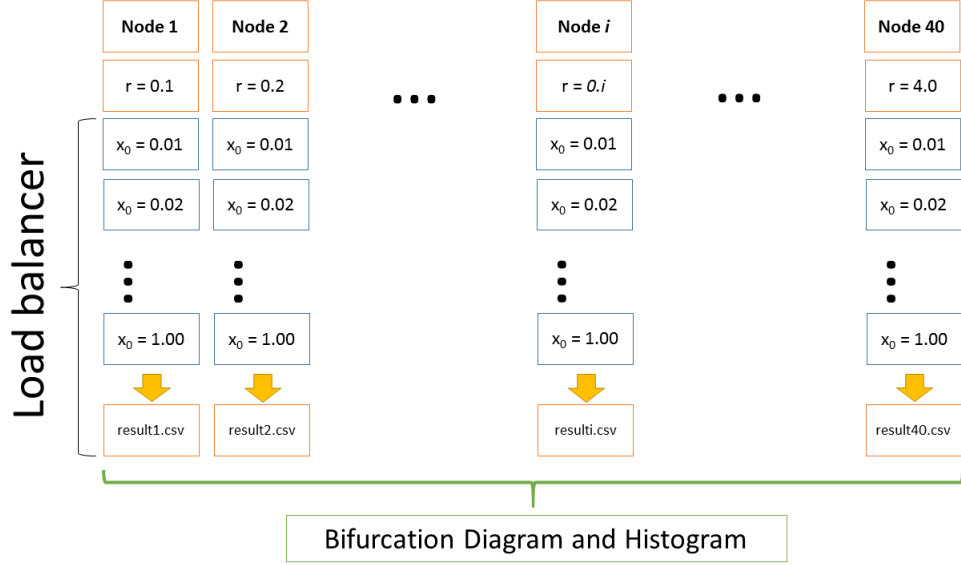 Node 1
Node 2
Node i
Node 40
r = 0.1
r = 0.2
r = 0.i
r = 4.0
x₀ = 0.01
x₀ = 0.01
x₀ = 0.01
x₀ = 0.01
x₀ = 0.02
x₀ = 0.02
x₀ = 0.02
x₀ = 0.02
x₀ = 1.00
x₀ = 1.00
x₀ = 1.00
x₀ = 1.00
result1.csv
result2.csv
resulti.csv
result40.csv
Load balancer
Bifurcation Diagram and Histogram